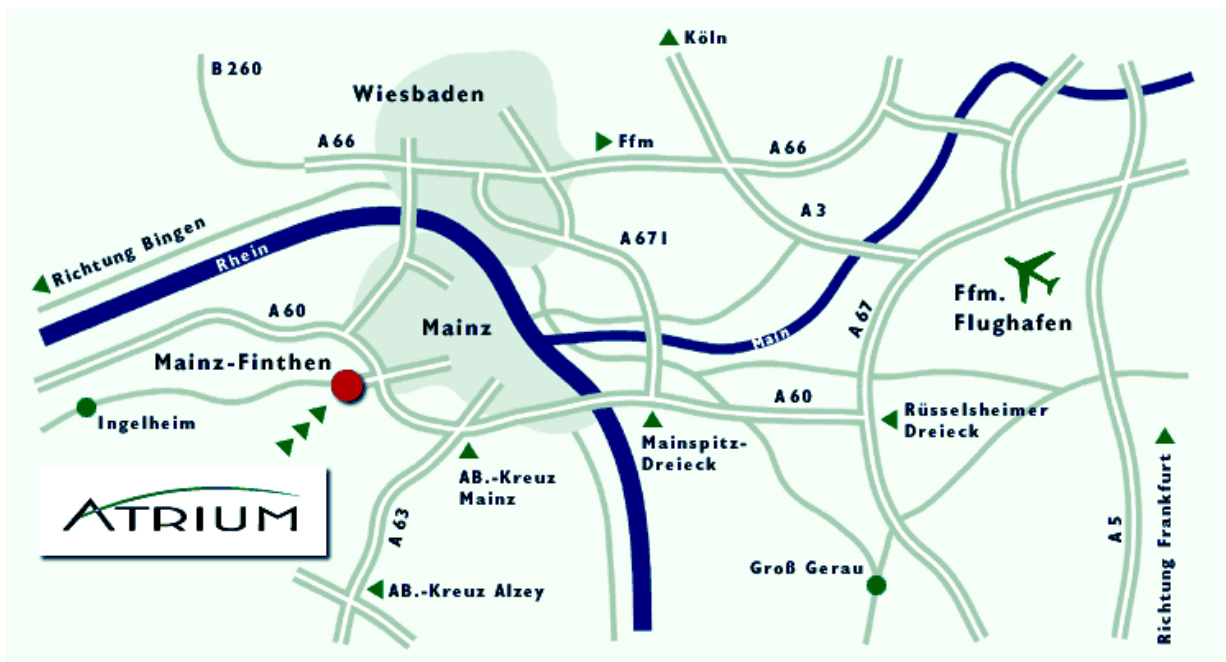 Köln
B 260
Wiesbaden
A 66
Ffm
A 66
A 3
Richtung Bingen
Rhein
A 671
Ffm.
Flughafen
A 60
Mainz
A 67
Main
Mainz-Finthen
A 60
Rüsselsheimer
Dreieck
Ingelheim
Mainspitz-
Dreieck
AB.-Kreuz
Mainz
ATRIUM
A 63
A 5
Richtung Frankfurt
Groß Gerau
AB.-Kreuz Alzey